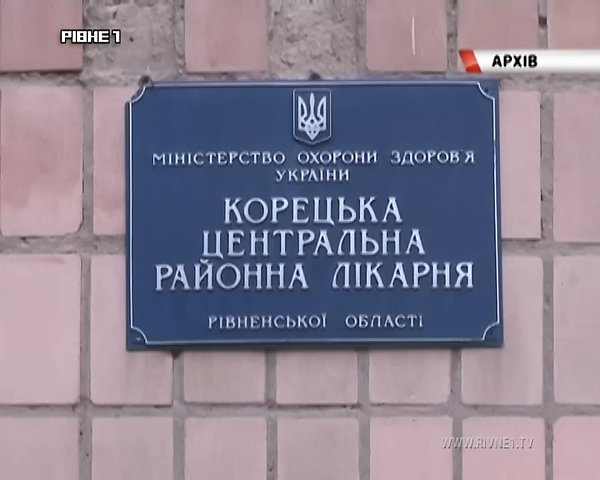 РІВНЕ 1
АРХІВ
МІНІСТЕРСТВО ОХОРОНИ ЗДОРОВ'Я
УКРАЇНИ
КОРЕЦЬКА
ЦЕНТРАЛЬНА
РАЙОННА ЛІКАРНЯ
РІВНЕНСЬКОЇ ОБЛАСТІ
WWW.RIVNE1.TV